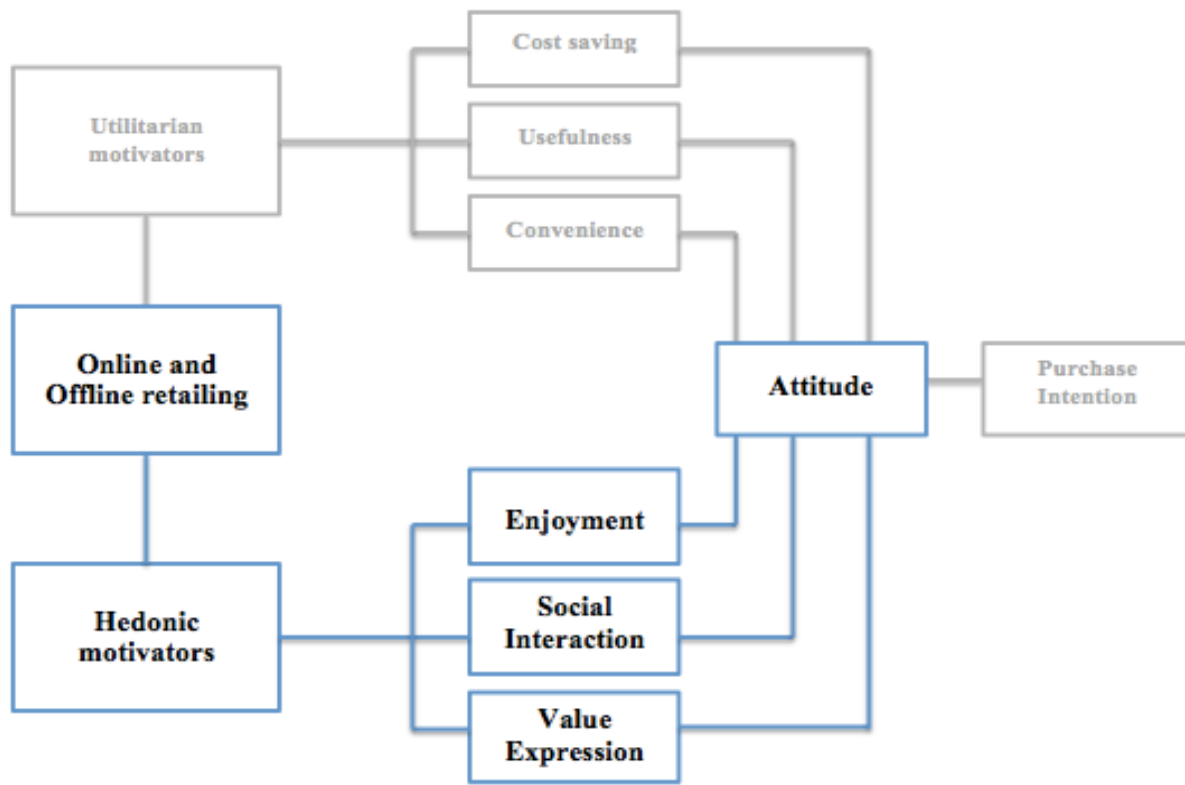 Cost saving
Utilitarian
motivators
Usefulness
Convenience
Online and
Offline retailing
Attitude
Purchase
Intention
Enjoyment
Hedonic
motivators
Social
Interaction
Value
Expression